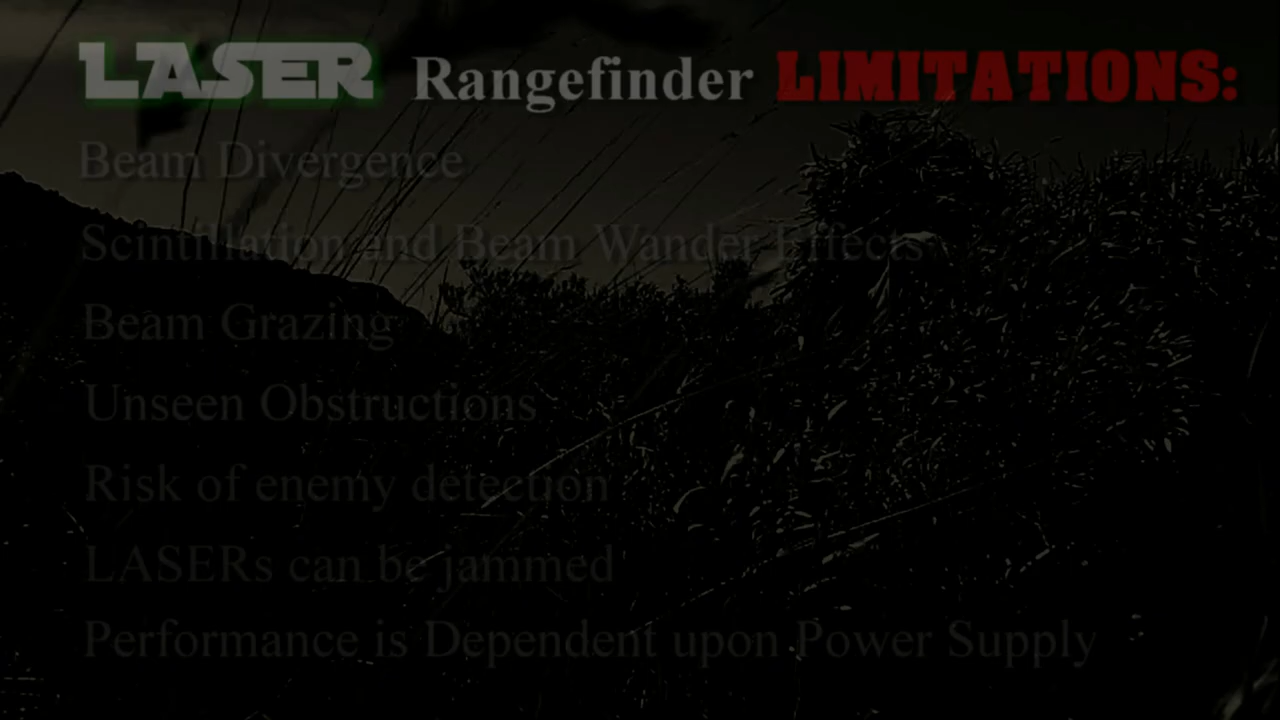 LASER Rangefinder LIMITATIONS:
Beam Divergence
Scintillation and Beam Wander Effects
Beam Grazing
Unseen Obstructions
Risk of enemy detection
LASERs can be jammed
Performance is Dependent upon Power Supply